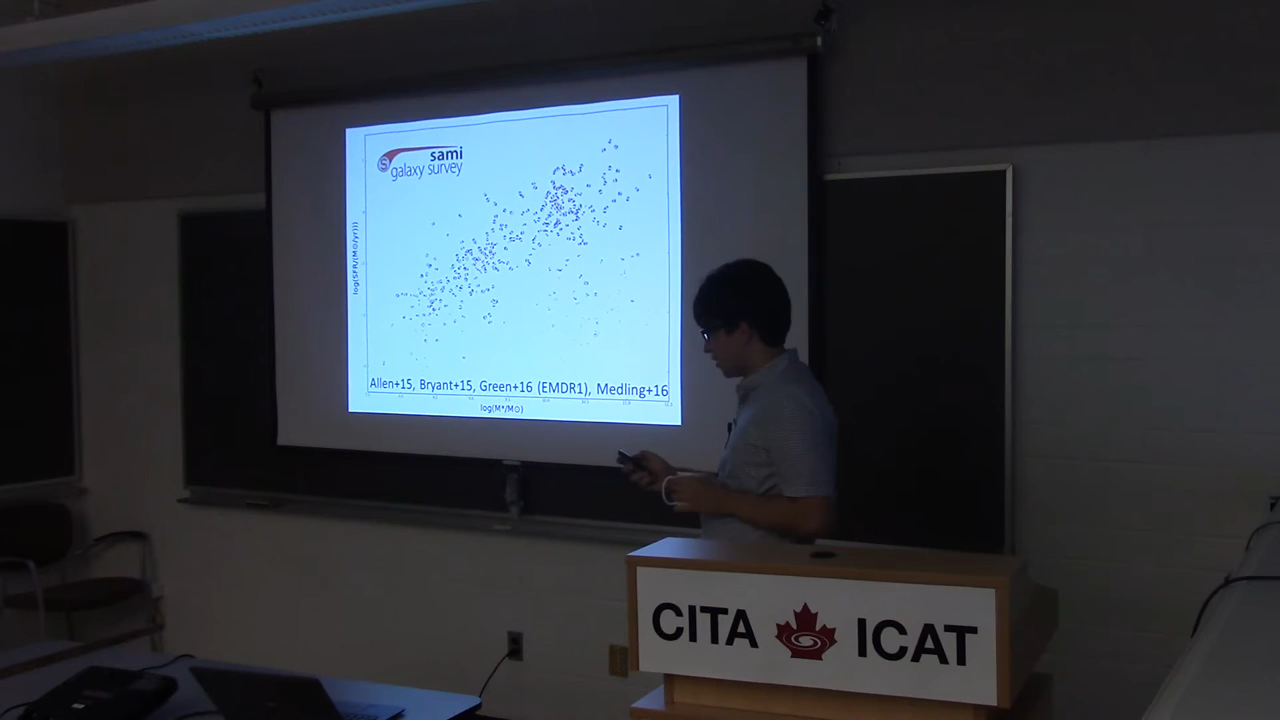 sami
galaxy survey
log(SFR/(M⊙/yr))
Allen+15, Bryant+15, Green+16 (EMDR1), Medling+16
log(M*/M⊙)
CITA ICAT